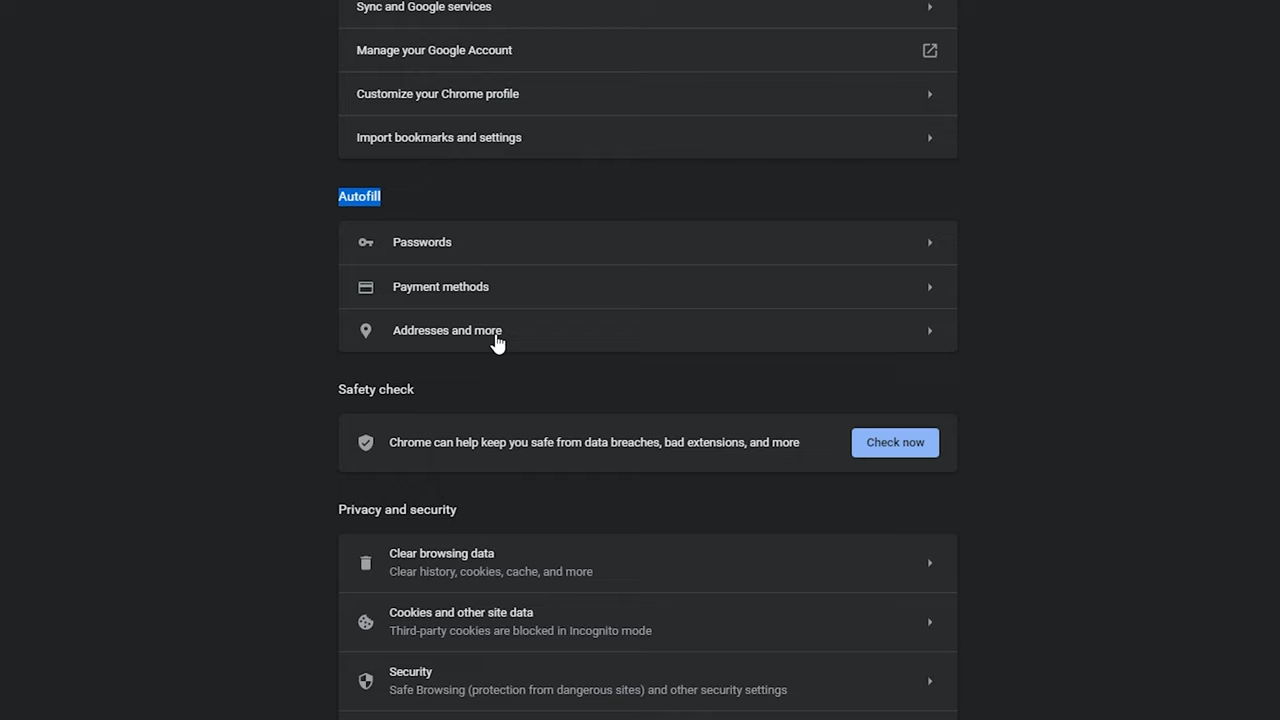 Sync and Google services
Manage your Google Account
Customize your Chrome profile
Import bookmarks and settings
Autofill
Passwords
Payment methods
Addresses and more
Safety check
Chrome can help keep you safe from data breaches, bad extensions, and more
Check now
Privacy and security
Clear browsing data
Clear history, cookies, cache, and more
Cookies and other site data
Third-party cookies are blocked in Incognito mode
Security
Safe Browsing (protection from dangerous sites) and other security settings